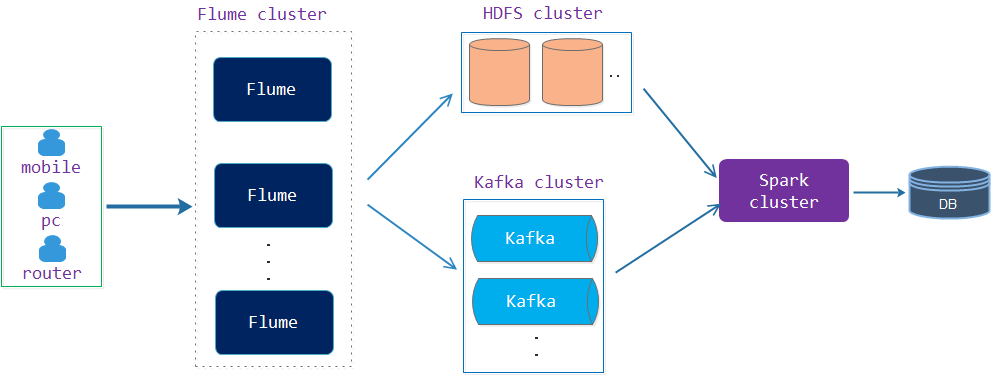 Flume cluster
HDFS cluster
Flume
mobile
pc
router
Flume
Flume
Kafka cluster
Kafka
Kafka
Spark
cluster
DB